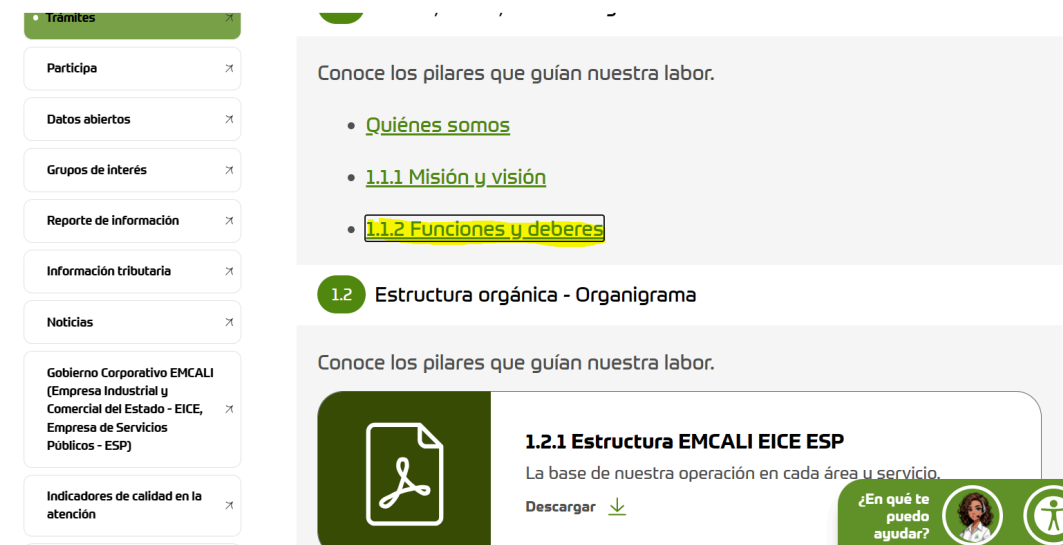 Trámites
Participa
Datos abiertos
Grupos de interés
Reporte de información
Información tributaria
Noticias
Gobierno Corporativo EMCALI
(Empresa Industrial y
Comercial del Estado - EICE,
Empresa de Servicios
Públicos - ESP)
Indicadores de calidad en la
atención
Conoce los pilares que guían nuestra labor.
Quiénes somos
1.1.1 Misión y visión
1.1.2 Funciones y deberes
1.2 Estructura orgánica - Organigrama
Conoce los pilares que guían nuestra labor.
1.2.1 Estructura EMCALI EICE ESP
La base de nuestra operación en cada área y servicio.
Descargar
¿En qué te
puedo
ayudar?